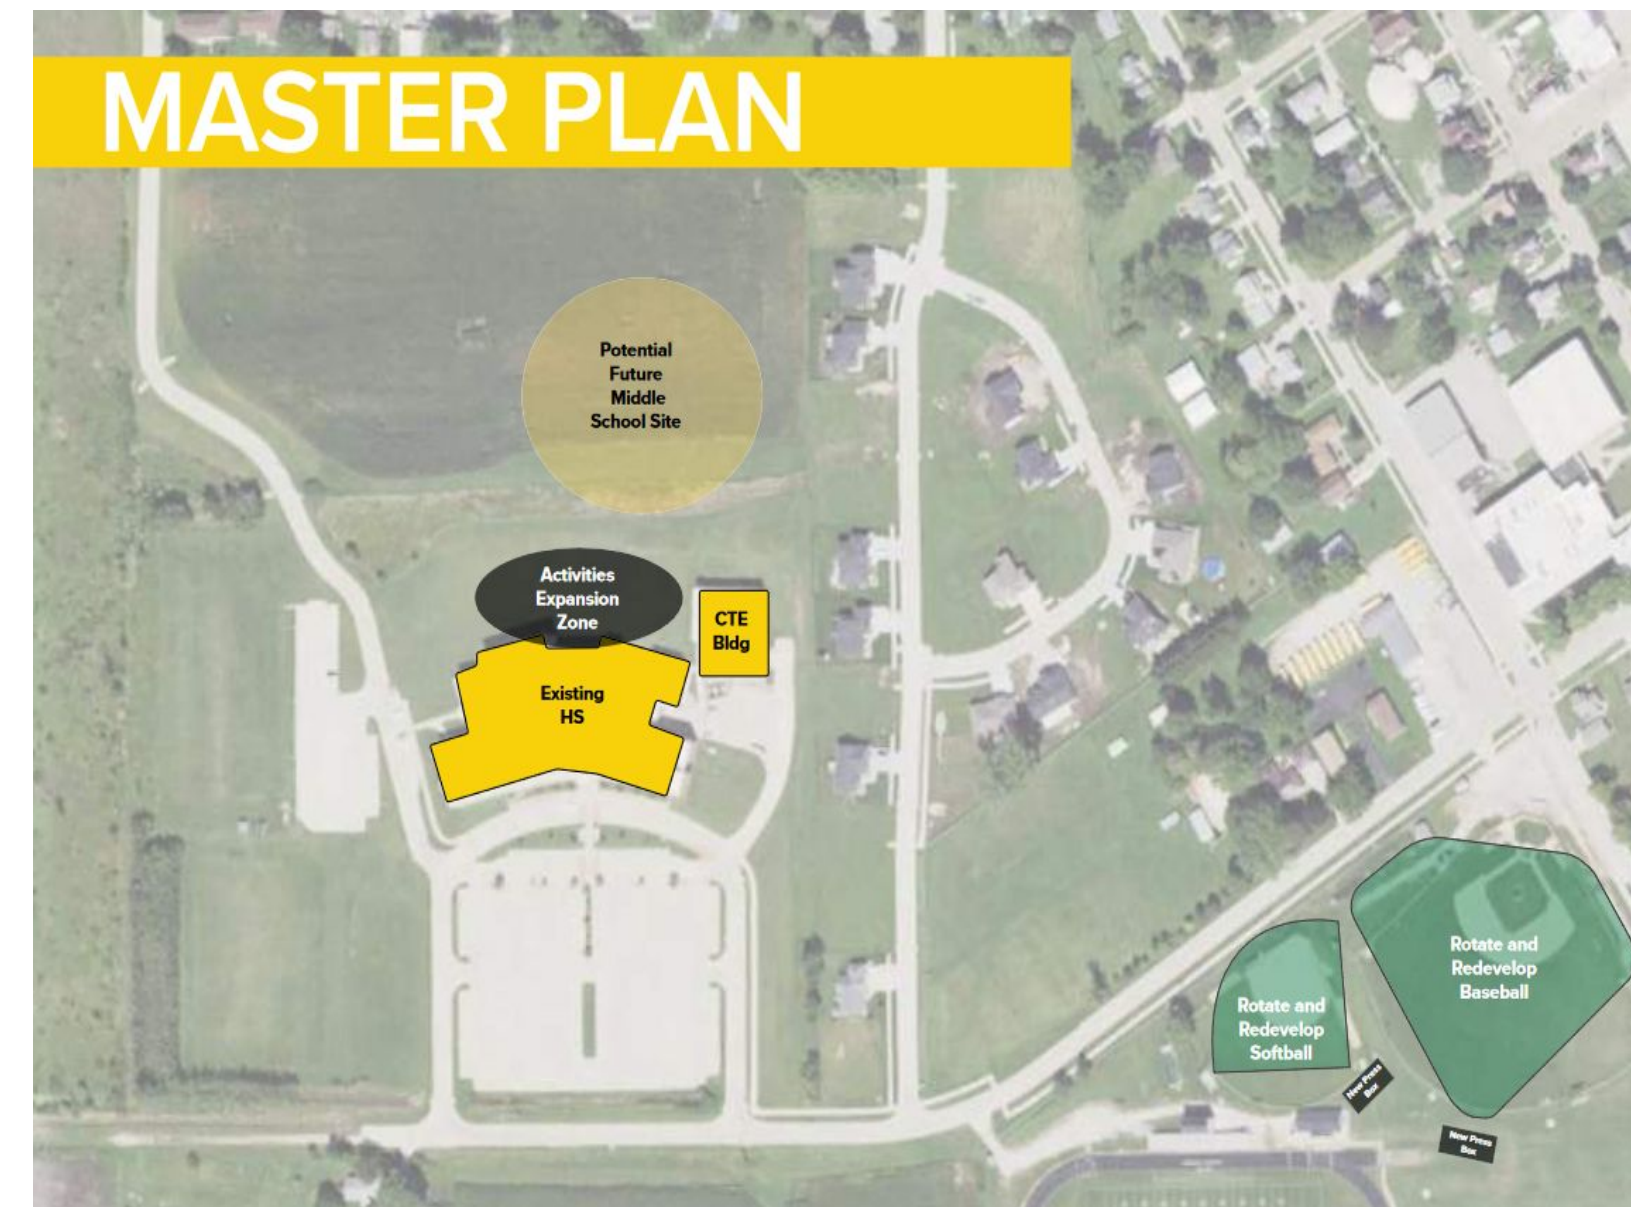 MASTER PLAN
Potential
Future
Middle
School Site
Activities
Expansion
Zone
CTE
Bldg
Existing
HS
Rotate and
Redevelop
Baseball
Rotate and
Redevelop
Softball
New Press
Box
New Press
Box